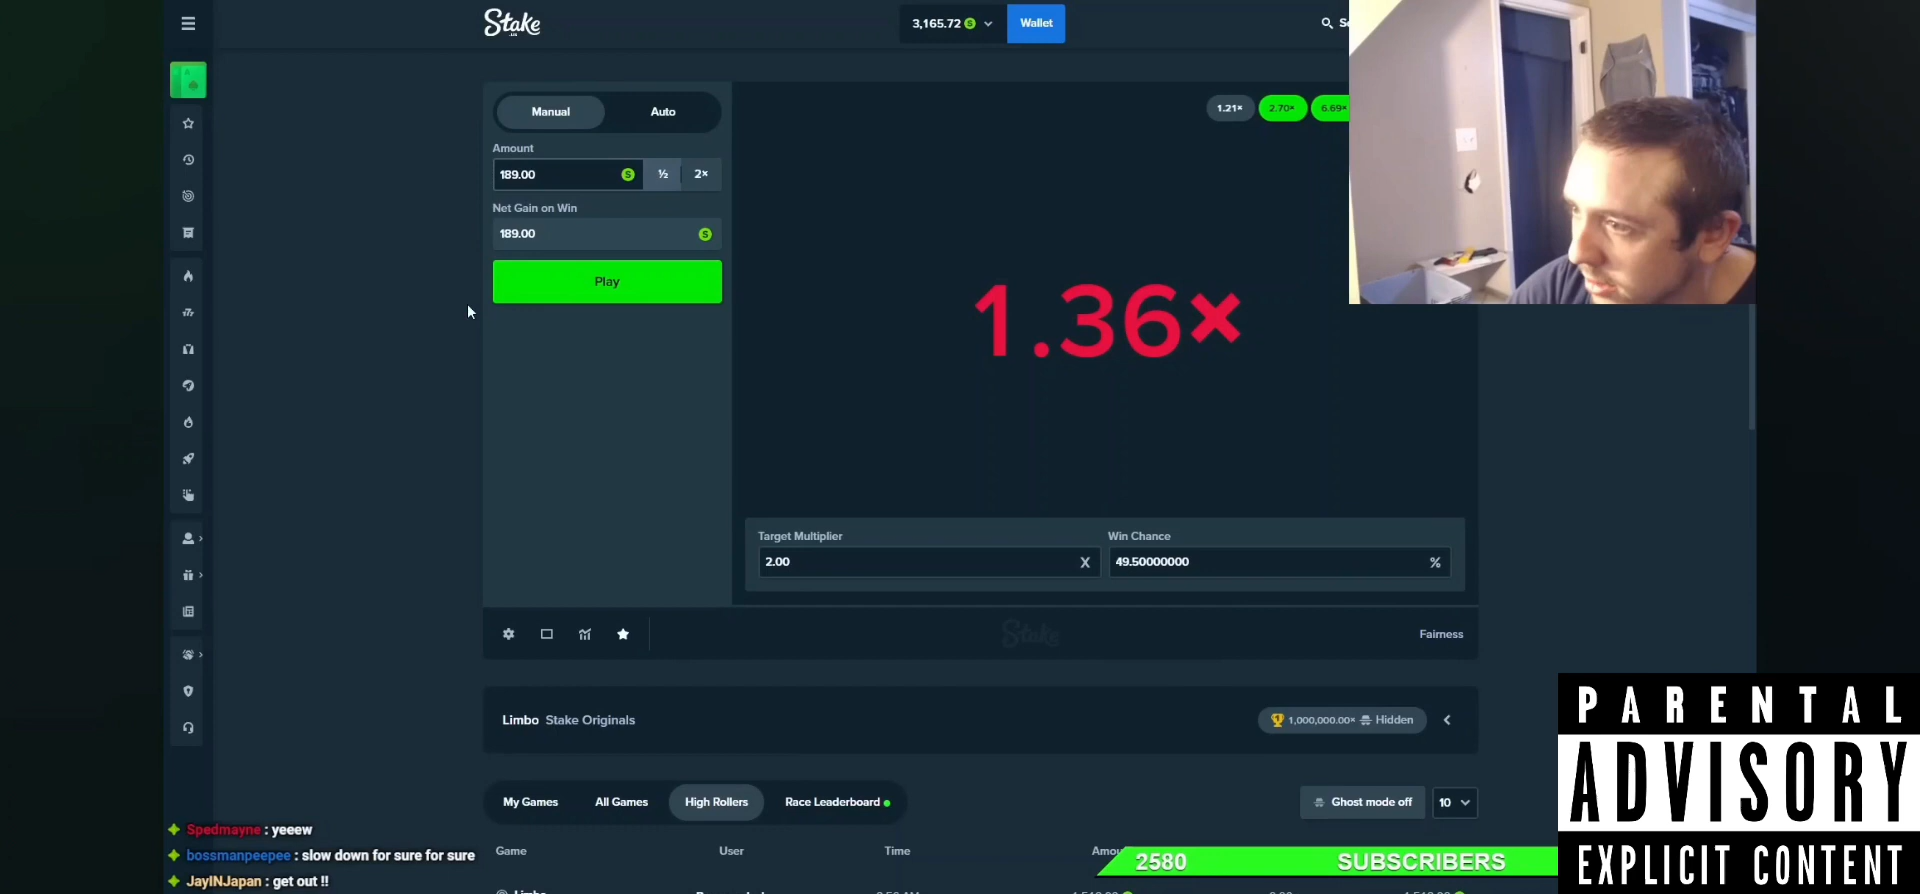 Stake
.us
3,165.72
Wallet
Manual
Auto
1.21×
2.70×
6.69×
Amount
189.00
½
2×
Net Gain on Win
189.00
Play
1.36×
Target Multiplier
Win Chance
2.00
X
49.50000000
%
Stake
Fairness
Limbo Stake Originals
1,000,000.00× Hidden
My Games
All Games
High Rollers
Race Leaderboard
Ghost mode off
10
Game
User
Time
Spedmayne : yeeew
bossmanpeepee : slow down for sure for sure
JayINJapan : get out !!
2580
SUBSCRIBERS
PARENTAL
ADVISORY
EXPLICIT CONTENT